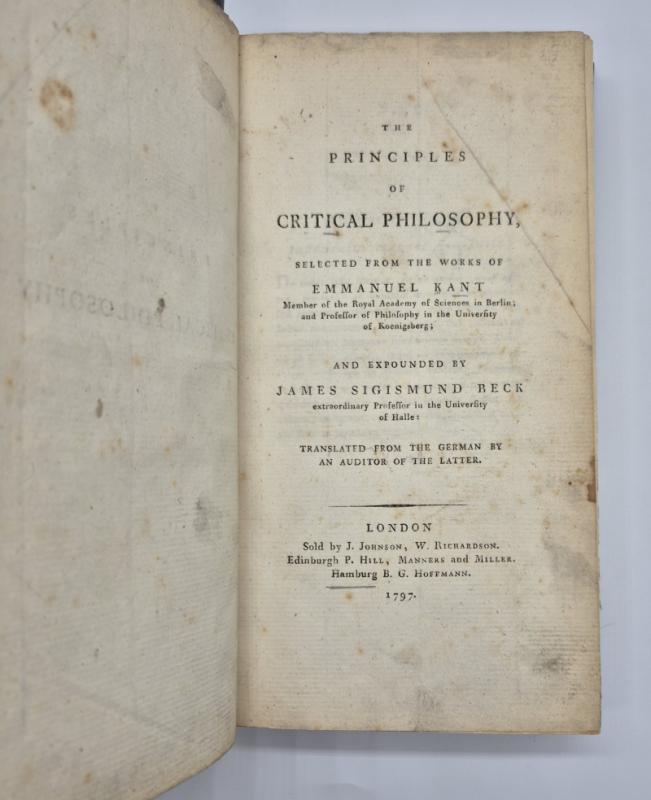 THE
PRINCIPLES
OF
CRITICAL PHILOSOPHY,
SELECTED FROM THE WORKS OF
EMMANUEL KANT
Member of the Royal Academy of Sciences in Berlin;
and Profeſſor of Philoſophy in the Univerſity
of Koenigsberg;
AND EXPOUNDED BY
JAMES SIGISMUND BECK
extraordinary Profeſſor in the Univerſity
of Halle:
TRANSLATED FROM THE GERMAN BY
AN AUDITOR OF THE LATTER.
LONDON
Sold by J. JOHNSON, W. RICHARDSON.
Edinburgh P. HILL, MANNERS and MILLER.
Hamburg B. G. HOFFMANN.
1797.